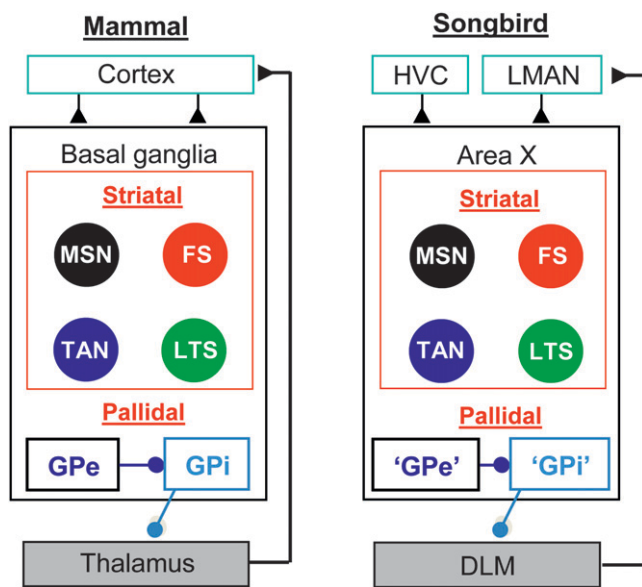 Mammal
Cortex
Basal ganglia
Striatal
MSN FS
TAN LTS
Pallidal
GPe GPi
Thalamus
Songbird
HVC LMAN
Area X
Striatal
MSN FS
TAN LTS
Pallidal
‘GPe’ ‘GPi’
DLM